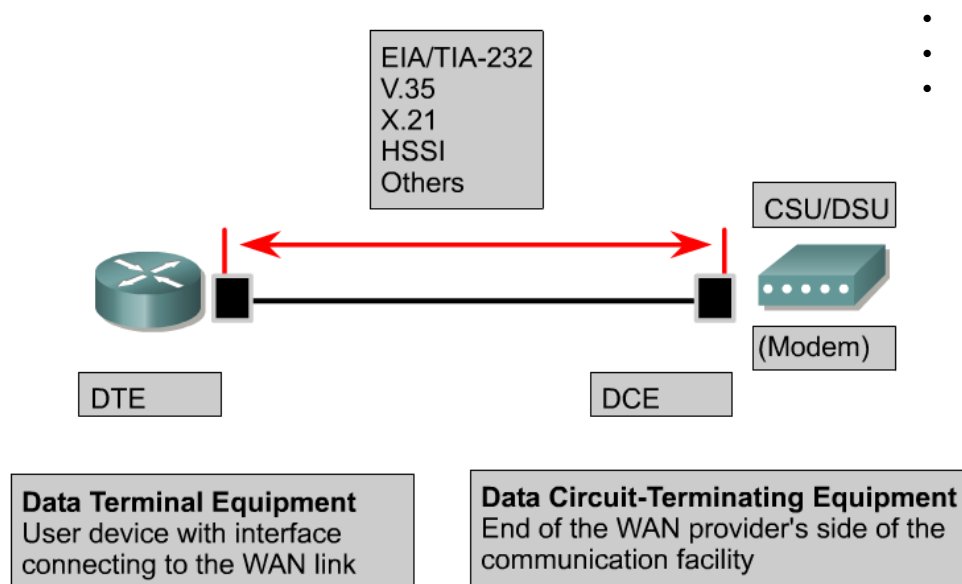 EIA/TIA-232
V.35
X.21
HSSI
Others
CSU/DSU
(Modem)
DTE
DCE
Data Terminal Equipment
User device with interface
connecting to the WAN link
Data Circuit-Terminating Equipment
End of the WAN provider's side of the
communication facility